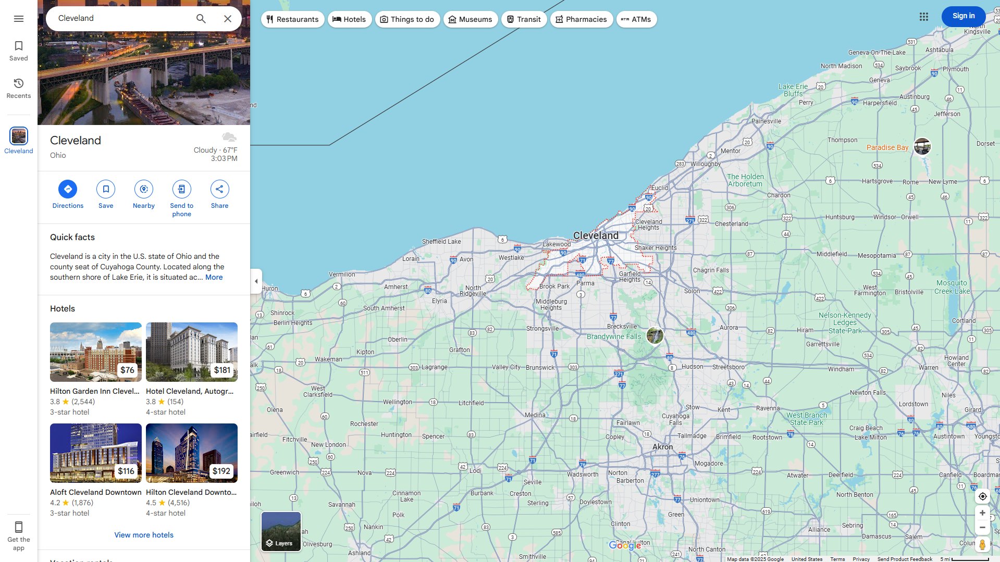 Cleveland
Saved
Recents
Cleveland
Get the
app
Cleveland
Ohio
Cloudy · 67°F
3:03 PM
Directions
Save
Nearby
Send to
phone
Share
Quick facts
Cleveland is a city in the U.S. state of Ohio and the
county seat of Cuyahoga County. Located along the
southern shore of Lake Erie, it is situated ac... More
Hotels
$76
$181
Hilton Garden Inn Clevel...
Hotel Cleveland, Autogr...
3.8 ★ (2,544)
3.8 ★ (154)
3-star hotel
4-star hotel
$116
$192
Aloft Cleveland Downtown
Hilton Cleveland Downto...
4.2 ★ (1,876)
4.5 ★ (4,516)
3-star hotel
4-star hotel
View more hotels
Restaurants
Hotels
Things to do
Museums
Transit
Pharmacies
ATMs
Sign in
North
Kingsville
Ashtabula
Geneva-On-The-Lake
North Madison
Saybrook
Plymouth
Geneva
Lake Erie
Bluffs
Perry
Austinburg
Harpersfield
Jefferson
Painesville
Thompson
Dorset
Paradise Bay
Mentor
Willoughby
The Holden
Arboretum
Hartsgrove
Rome
New Lyme
Euclid
Chardon
Huntsburg
Windsor
Orwell
Cleveland
Heights
Chesterland
Cleveland
Sheffield Lake
Lakewood
Shaker Heights
Lorain
Avon
Westlake
Middlefield
Mesopotamia
Vermilion
Chagrin Falls
Garfield
Heights
Huron
Amherst
North
Ridgeville
Brook Park
Parma
Solon
West
Farmington
Bristolville
Mosquito
Creek Lake
Elyria
Middleburg
Heights
South Amherst
Shinrock
Berlin Heights
Nelson-Kennedy
Ledges
State Park
Cortland
Strongsville
Brecksville
Aurora
Hiram
Brandywine Falls
Oberlin
Garrettsville
Kipton
Grafton
Wakeman
Lagrange
Valley City
Brunswick
Hudson
Streetsboro
Windham
Howland
Center
Warren
West
Clarksfield
Newton Falls
Niles
Wellington
Litchfield
Lordstown
Olena
Stow
Kent
Ravenna
Girard
Medina
Rochester
Fairlawn
Cuyahoga
Falls
West Branch
State Park
Craig Beach
Huntington
Spencer
Copley
Tallmadge
Brimfield
Rootstown
Lake Milton
Austintown
Fitchville
New London
Akron
Mogadore
Greenwich
Nova
Lodi
Wadsworth
Norton
Barberton
Atwater
Deerfield
Canfield
Seville
Cinnamon
Lake
Burbank
Creston
Sterling
Doylestown
Uniontown
North Benton
Savannah
Polk
Green
Nankin
Clinton
Alliance
Sebring
Damascus
Salem
Olivesburg
Ashland
Smithville
Canal Fulton
North Canton
Layers
Google
Map data ©2025 Google
United States
Terms
Privacy
Send Product Feedback
5 mi